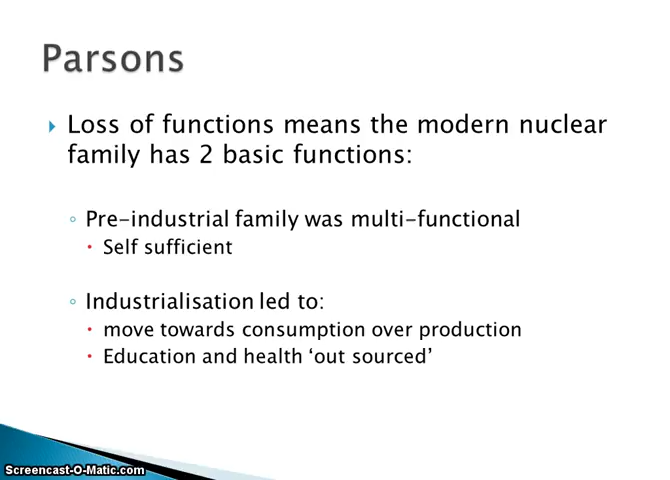 Parsons
Loss of functions means the modern nuclear
family has 2 basic functions:
Pre-industrial family was multi-functional
Self sufficient
Industrialisation led to:
move towards consumption over production
Education and health ‘out sourced’
Screencast-O-Matic.com